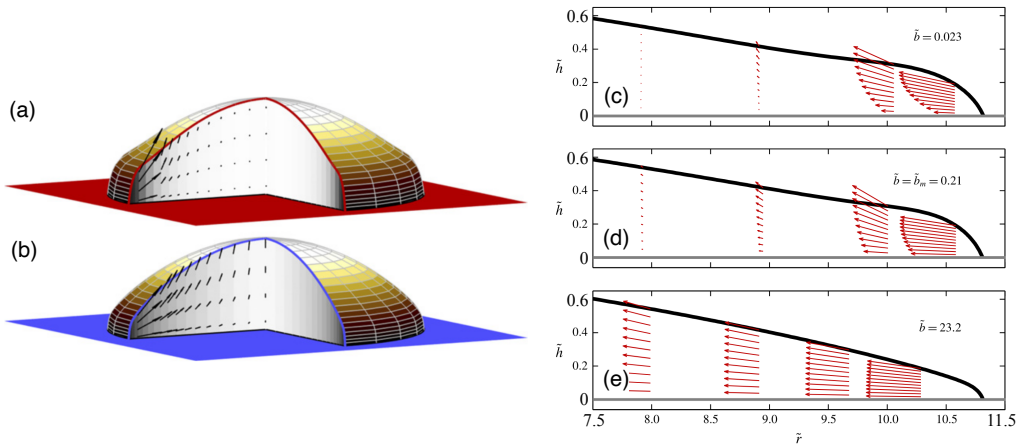 (a)
(b)
0.6
0.4
h̃
0.2
0
(c)
b̃ = 0.023
0.6
0.4
h̃
0.2
0
(d)
b̃ = b̃ₘ = 0.21
0.6
0.4
h̃
0.2
0
(e)
b̃ = 23.2
7.5 8.0 8.5 9.0 9.5 10.0 10.5 11.5
r̃